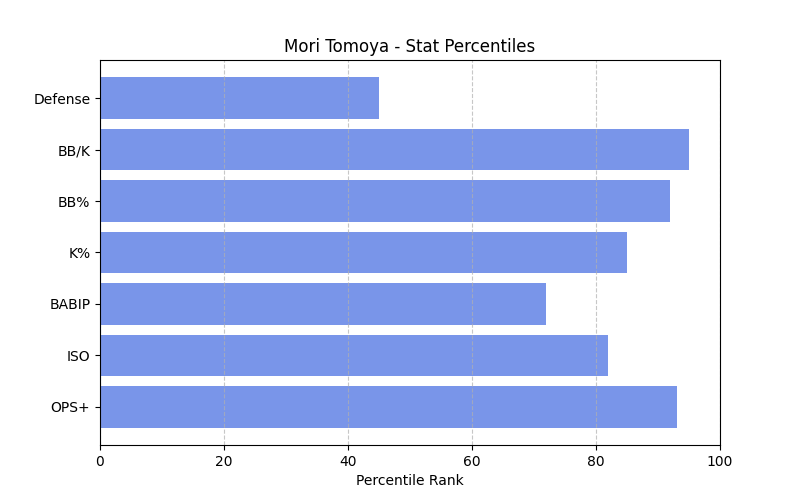 Mori Tomoya - Stat Percentiles
Defense
BB/K
BB%
K%
BABIP
ISO
OPS+
0 20 40 60 80 100
Percentile Rank